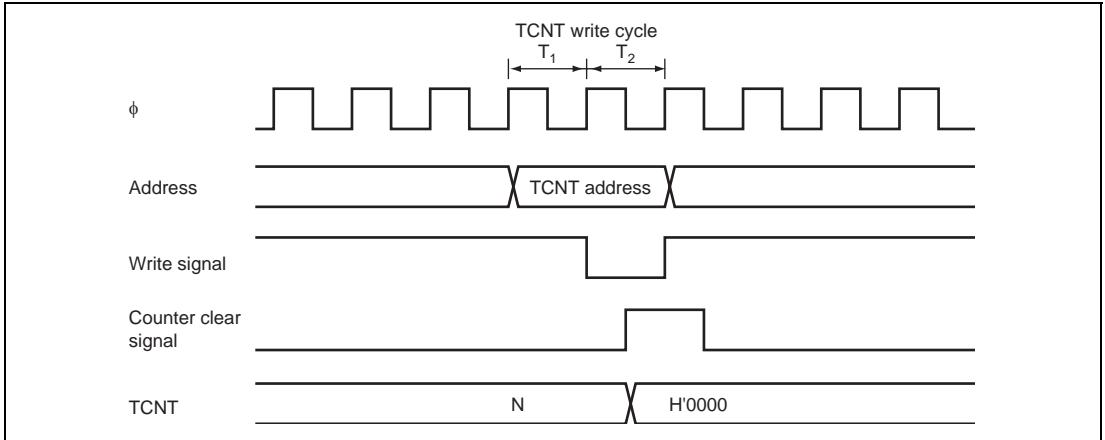 TCNT write cycle
T1 T2
ϕ
Address
TCNT address
Write signal
Counter clear
signal
TCNT
N
H'0000